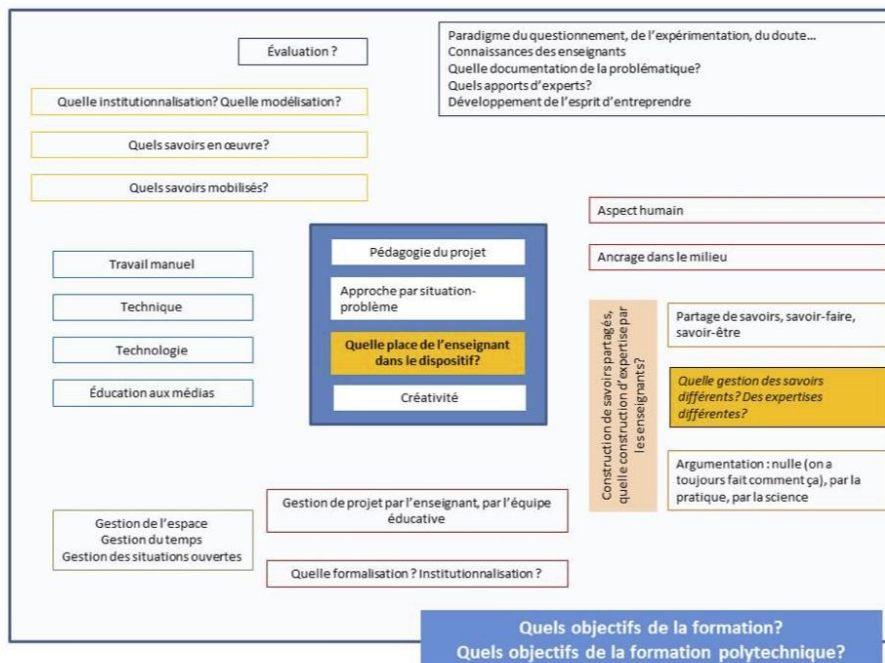 Évaluation ?
Paradigme du questionnement, de l'expérimentation, du doute...
Connaissances des enseignants
Quelle documentation de la problématique?
Quels apports d'experts?
Développement de l'esprit d'entreprendre
Quelle institutionnalisation? Quelle modélisation?
Quels savoirs en œuvre?
Quels savoirs mobilisés?
Travail manuel
Technique
Technologie
Éducation aux médias
Pédagogie du projet
Approche par situation-
problème
Quelle place de l'enseignant
dans le dispositif?
Créativité
Aspect humain
Ancrage dans le milieu
Construction de savoirs partagés,
quelle construction d'expertise par
les enseignants?
Partage de savoirs, savoir-faire,
savoir-être
Quelle gestion des savoirs
différents? Des expertises
différentes?
Argumentation : nulle (on a
toujours fait comment ça), par la
pratique, par la science
Gestion de l'espace
Gestion du temps
Gestion des situations ouvertes
Gestion de projet par l'enseignant, par l'équipe
éducative
Quelle formalisation ? Institutionnalisation ?
Quels objectifs de la formation?
Quels objectifs de la formation polytechnique?